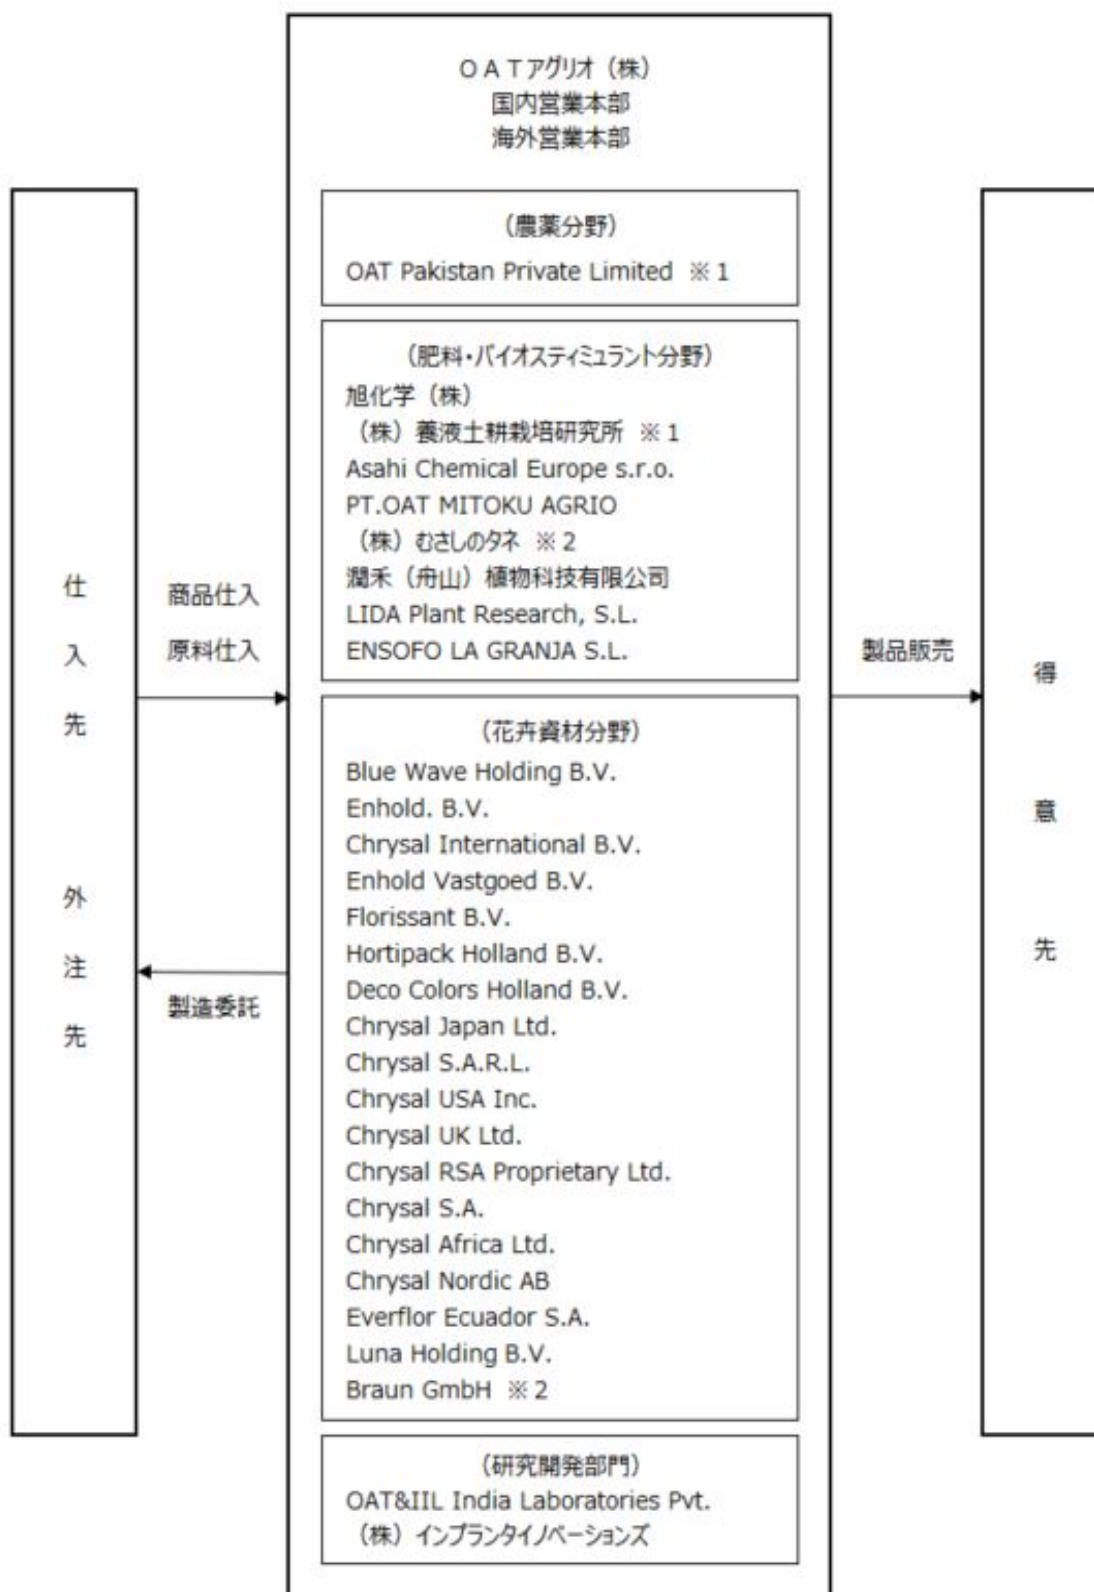 OATアグリオ（株）
国内営業本部
海外営業本部
（農薬分野）
OAT Pakistan Private Limited ※1
（肥料・バイオスティミュラント分野）
旭化学（株）
（株）養液土耕栽培研究所 ※1
Asahi Chemical Europe s.r.o.
PT.OAT MITOKU AGRIO
（株）むさしのタネ ※2
潤禾（舟山）植物科技有限公司
LIDA Plant Research, S.L.
ENSOFO LA GRANJA S.L.
（花卉資材分野）
Blue Wave Holding B.V.
Enhold. B.V.
Chrysal International B.V.
Enhold Vastgoed B.V.
Florissant B.V.
Hortipack Holland B.V.
Deco Colors Holland B.V.
Chrysal Japan Ltd.
Chrysal S.A.R.L.
Chrysal USA Inc.
Chrysal UK Ltd.
Chrysal RSA Proprietary Ltd.
Chrysal S.A.
Chrysal Africa Ltd.
Chrysal Nordic AB
Everflor Ecuador S.A.
Luna Holding B.V.
Braun GmbH ※2
（研究開発部門）
OAT&IIL India Laboratories Pvt.
（株）インプランタイノベーションズ
仕入先
外注先
商品仕入
原料仕入
製造委託
製品販売
得意先